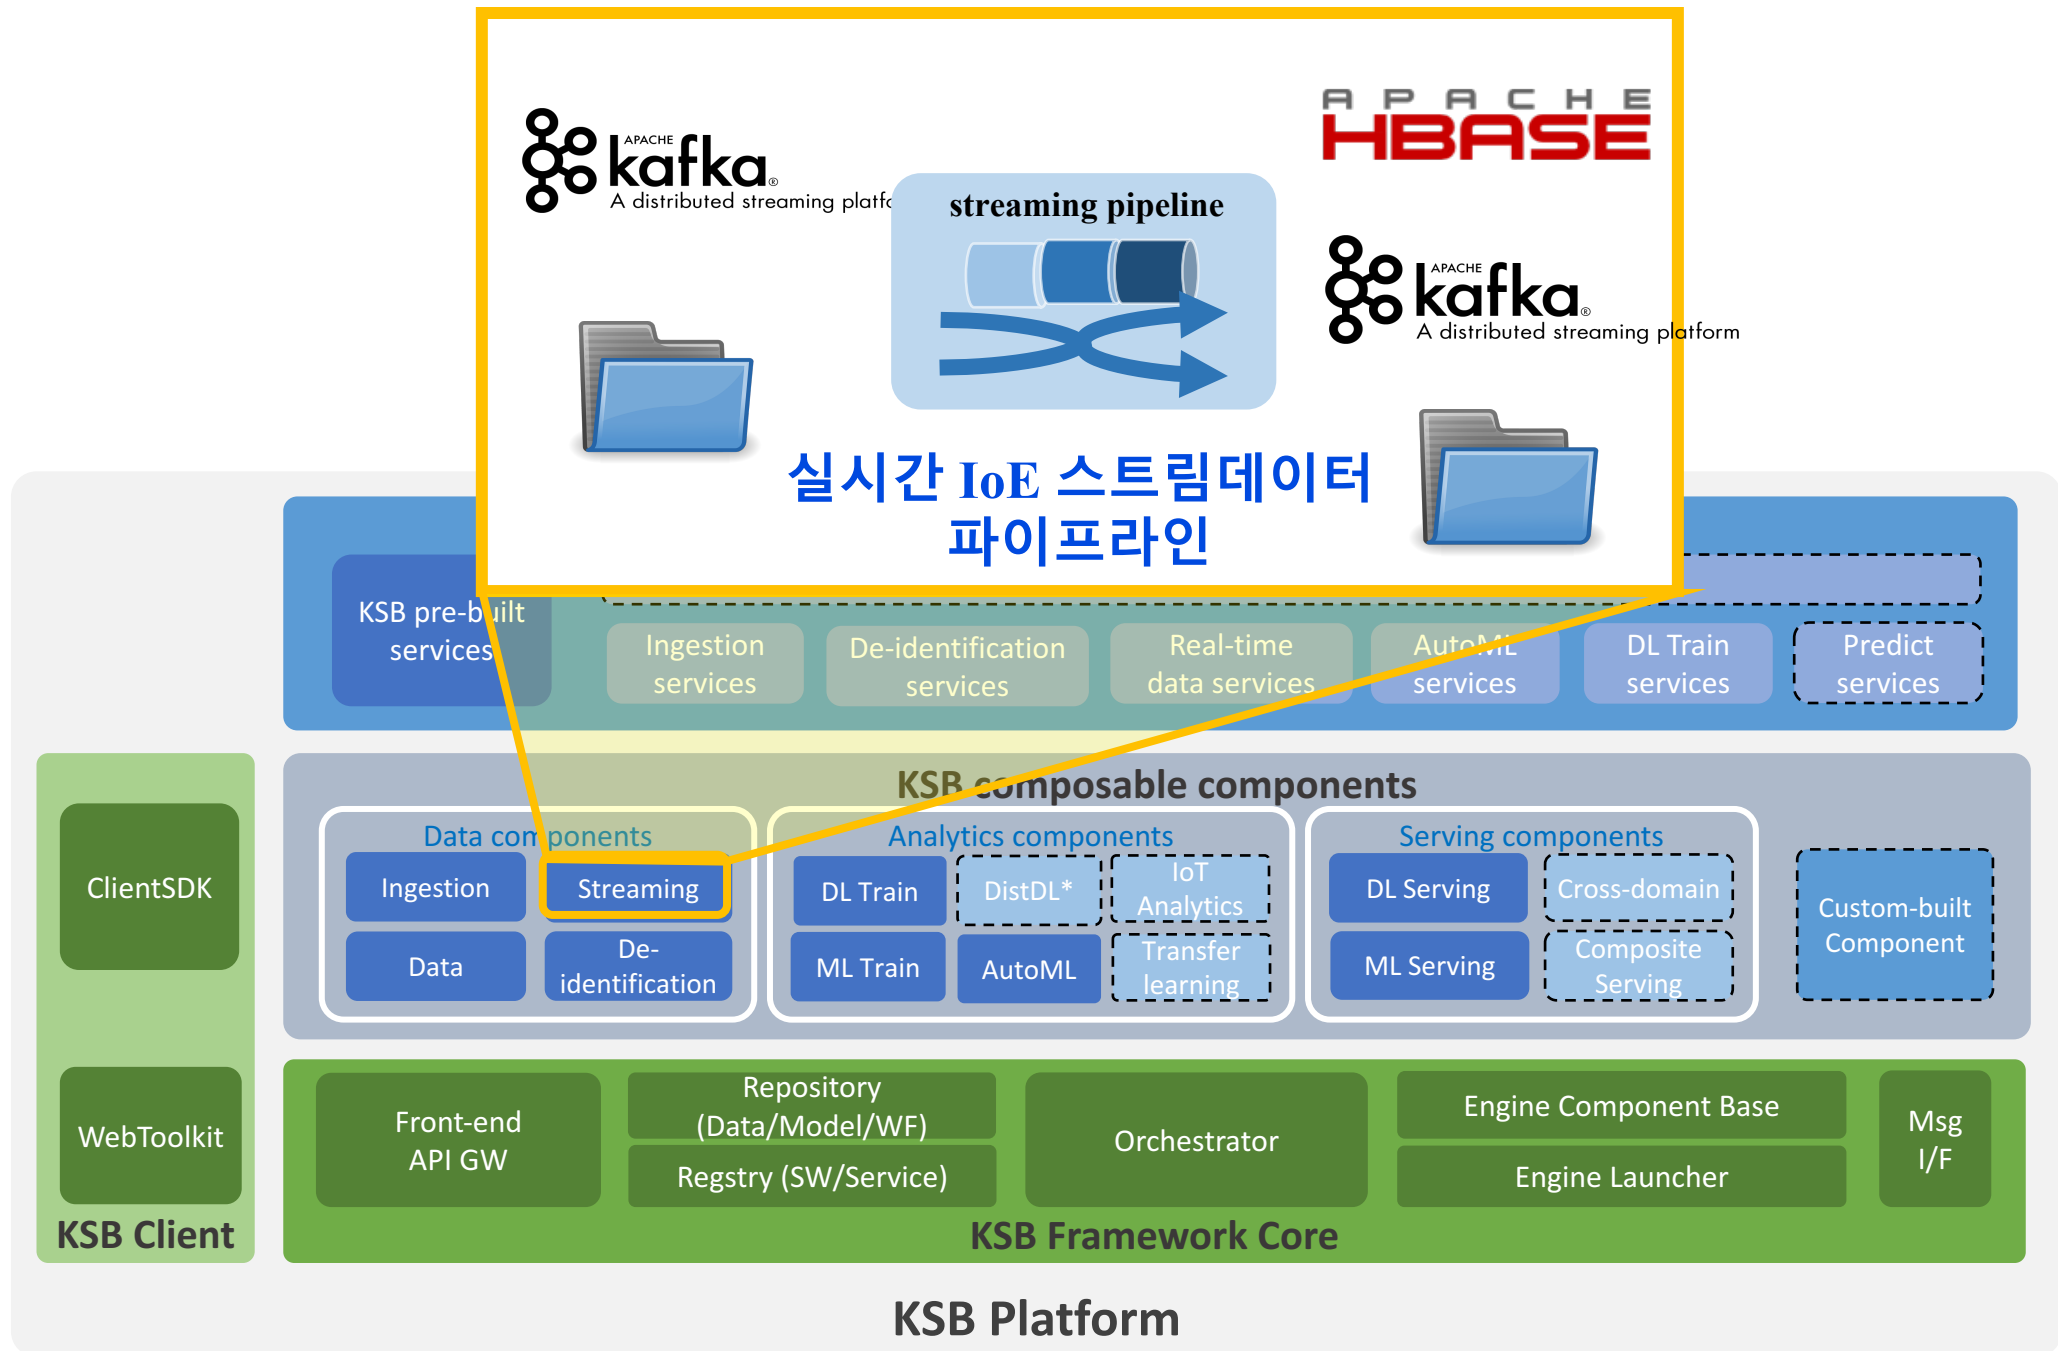 APACHE
kafka®
A distributed streaming platfo
APACHE
HBASE
streaming pipeline
APACHE
kafka®
A distributed streaming platform
실시간 IoE 스트림데이터
파이프라인
KSB pre-built
services
Ingestion
services
De-identification
services
Real-time
data services
AutoML
services
DL Train
services
Predict
services
KSB composable components
Data components
Ingestion
Streaming
Data
De-
identification
Analytics components
DL Train
DistDL*
IoT
Analytics
ML Train
AutoML
Transfer
learning
Serving components
DL Serving
Cross-domain
ML Serving
Composite
Serving
Custom-built
Component
ClientSDK
WebToolkit
KSB Client
Front-end
API GW
Repository
(Data/Model/WF)
Regstry (SW/Service)
Orchestrator
Engine Component Base
Engine Launcher
Msg
I/F
KSB Framework Core
KSB Platform